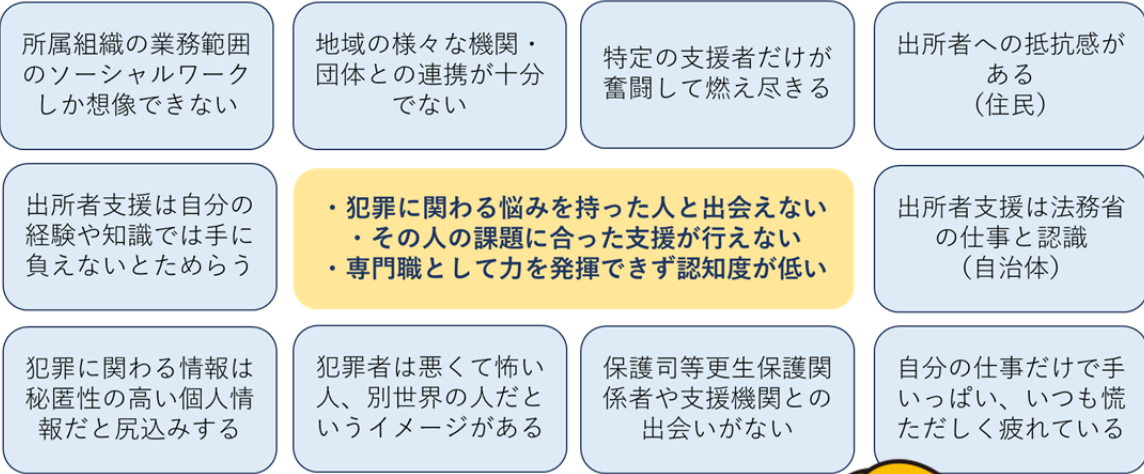 所属組織の業務範囲
のソーシャルワーク
しか想像できない
地域の様々な機関・
団体との連携が十分
でない
特定の支援者だけが
奮闘して燃え尽きる
出所者への抵抗感が
ある
（住民）
出所者支援は自分の
経験や知識では手に
負えないとためらう
・犯罪に関わる悩みを持った人と出会えない
・その人の課題に合った支援が行えない
・専門職として力を発揮できず認知度が低い
出所者支援は法務省
の仕事と認識
（自治体）
犯罪に関わる情報は
秘匿性の高い個人情
報だと尻込みする
犯罪者は悪くて怖い
人、別世界の人だと
いうイメージがある
保護司等更生保護関
係者や支援機関との
出会いがない
自分の仕事だけで手
いっぱい、いつも慌
ただしく疲れている